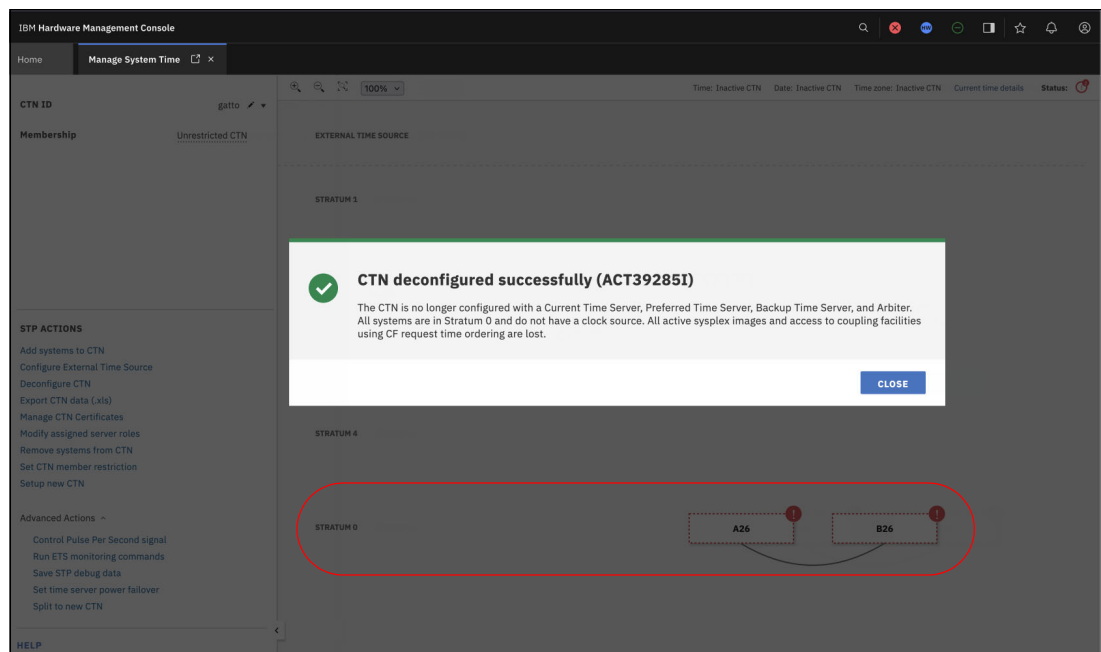 IBM Hardware Management Console
HW
Home
Manage System Time
CTN ID
gatto
100%
Time: Inactive CTN Date: Inactive CTN Time zone: Inactive CTN Current time details Status:
Membership
Unrestricted CTN
EXTERNAL TIME SOURCE
STRATUM 1
CTN deconfigured successfully (ACT39285I)
The CTN is no longer configured with a Current Time Server, Preferred Time Server, Backup Time Server, and Arbiter.
All systems are in Stratum 0 and do not have a clock source. All active sysplex images and access to coupling facilities
using CF request time ordering are lost.
CLOSE
STP ACTIONS
Add systems to CTN
Configure External Time Source
Deconfigure CTN
Export CTN data (.xls)
Manage CTN Certificates
Modify assigned server roles
Remove systems from CTN
Set CTN member restriction
Setup new CTN
Advanced Actions
Control Pulse Per Second signal
Run ETS monitoring commands
Save STP debug data
Set time server power failover
Split to new CTN
HELP
STRATUM 4
STRATUM 0
A26
B26